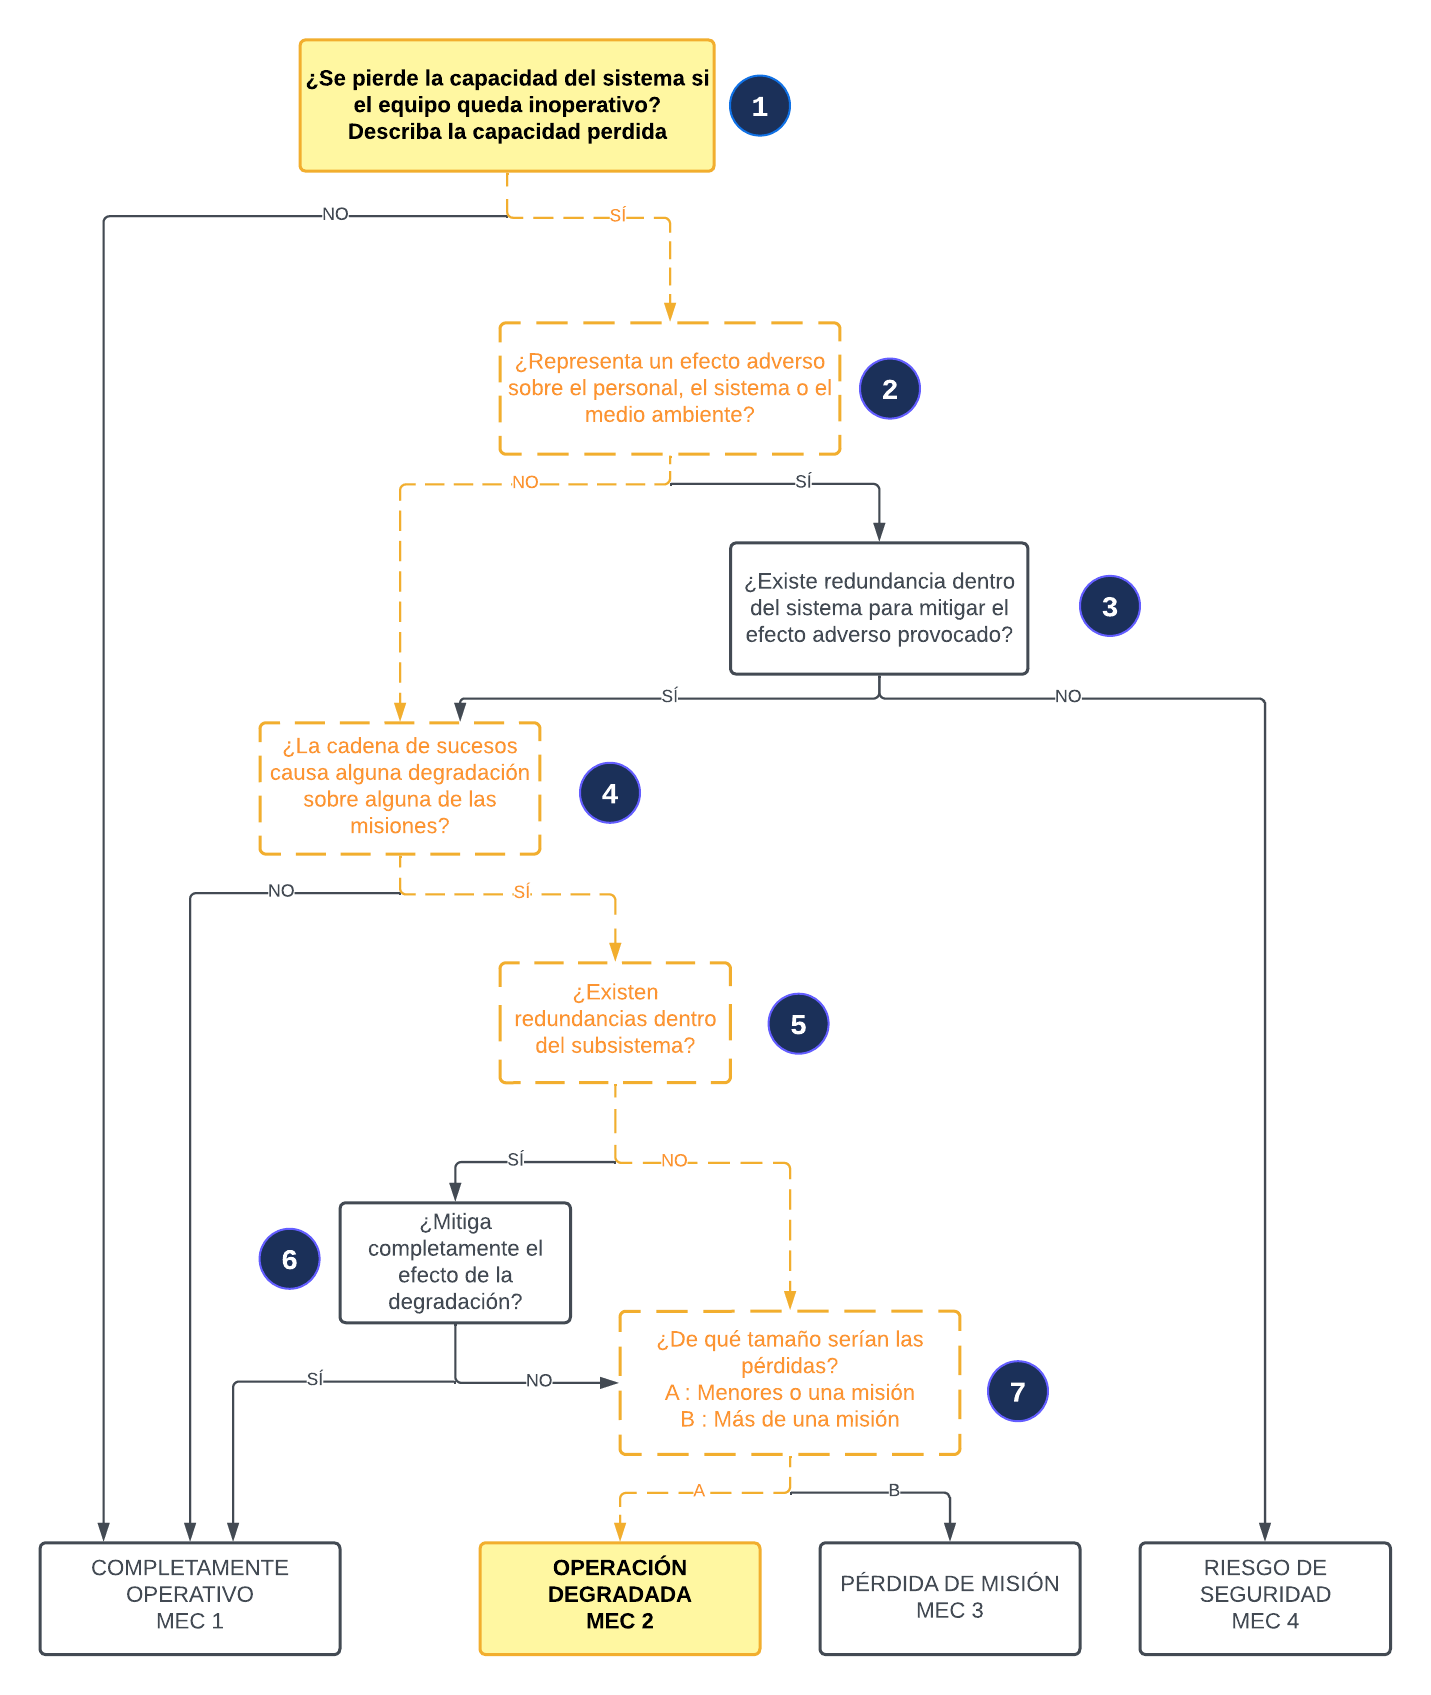 ¿Se pierde la capacidad del sistema si
el equipo queda inoperativo?
Describa la capacidad perdida
1
NO
SÍ
¿Representa un efecto adverso
sobre el personal, el sistema o el
medio ambiente?
2
NO
SÍ
¿Existe redundancia dentro
del sistema para mitigar el
efecto adverso provocado?
3
SÍ
NO
¿La cadena de sucesos
causa alguna degradación
sobre alguna de las
misiones?
4
NO
SÍ
¿Existen
redundancias dentro
del subsistema?
5
SÍ
NO
¿Mitiga
completamente el
efecto de la
degradación?
6
SÍ
NO
¿De qué tamaño serían las
pérdidas?
A : Menores o una misión
B : Más de una misión
7
A
B
COMPLETAMENTE
OPERATIVO
MEC 1
OPERACIÓN
DEGRADADA
MEC 2
PÉRDIDA DE MISIÓN
MEC 3
RIESGO DE
SEGURIDAD
MEC 4